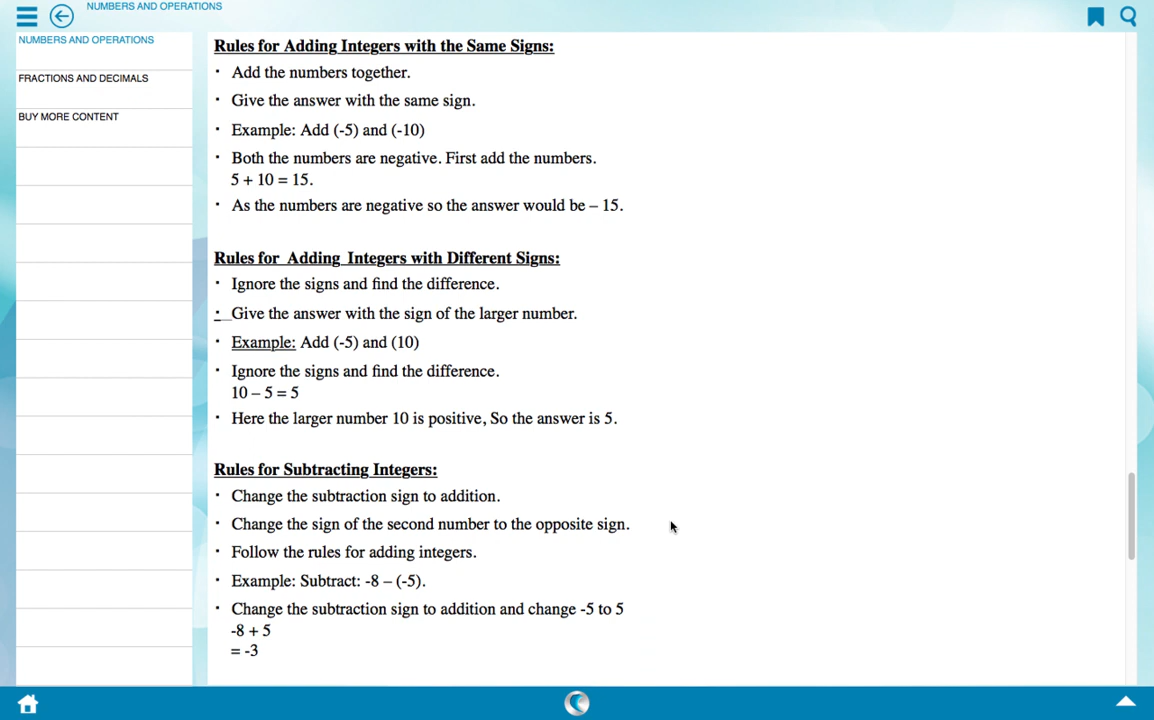 NUMBERS AND OPERATIONS
NUMBERS AND OPERATIONS
FRACTIONS AND DECIMALS
BUY MORE CONTENT
Rules for Adding Integers with the Same Signs:
· Add the numbers together.
· Give the answer with the same sign.
· Example: Add (-5) and (-10)
· Both the numbers are negative. First add the numbers.
5 + 10 = 15.
· As the numbers are negative so the answer would be – 15.
Rules for Adding Integers with Different Signs:
· Ignore the signs and find the difference.
· Give the answer with the sign of the larger number.
· Example: Add (-5) and (10)
· Ignore the signs and find the difference.
10 – 5 = 5
· Here the larger number 10 is positive, So the answer is 5.
Rules for Subtracting Integers:
· Change the subtraction sign to addition.
· Change the sign of the second number to the opposite sign.
· Follow the rules for adding integers.
· Example: Subtract: -8 – (-5).
· Change the subtraction sign to addition and change -5 to 5
-8 + 5
= -3